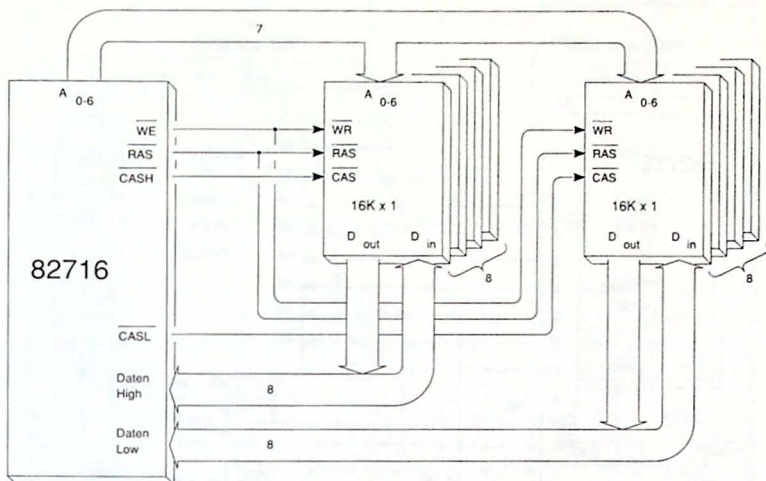 7
A 0-6
A 0-6
A 0-6
WE
RAS
CASH
WR
RAS
CAS
16K x 1
D out
D in
8
WR
RAS
CAS
16K x 1
D out
D in
8
82716
CASL
Daten
High
8
Daten
Low
8